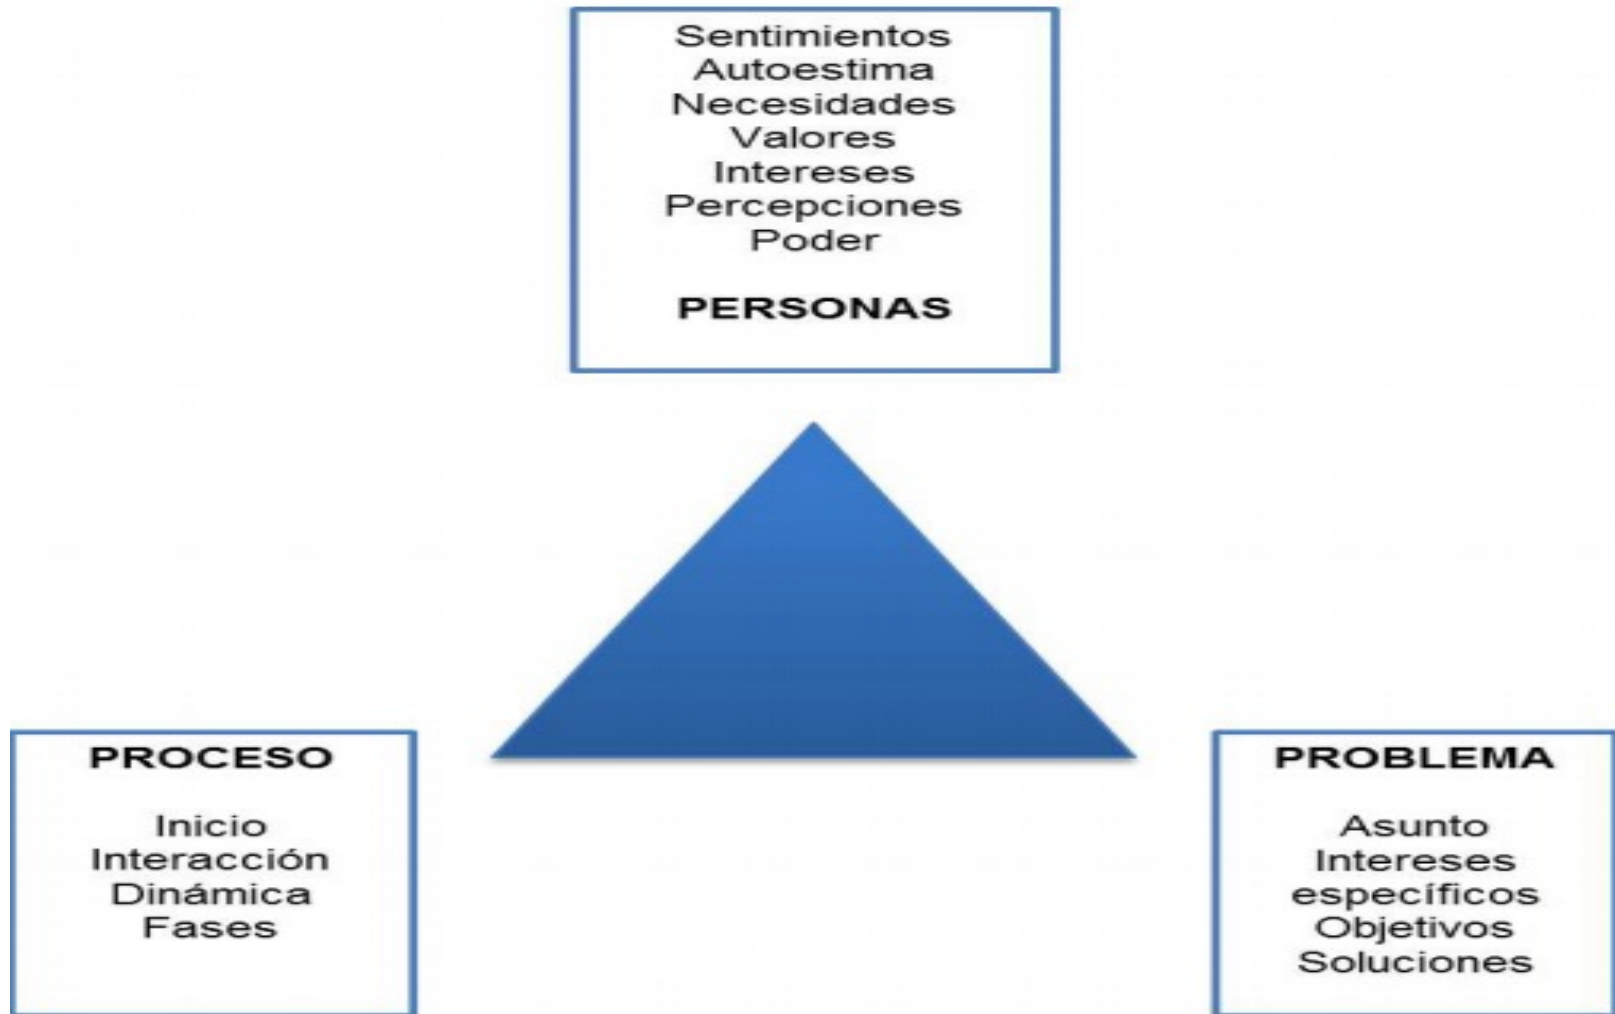 Sentimientos
Autoestima
Necesidades
Valores
Intereses
Percepciones
Poder
PERSONAS
PROCESO
Inicio
Interacción
Dinámica
Fases
PROBLEMA
Asunto
Intereses
específicos
Objetivos
Soluciones